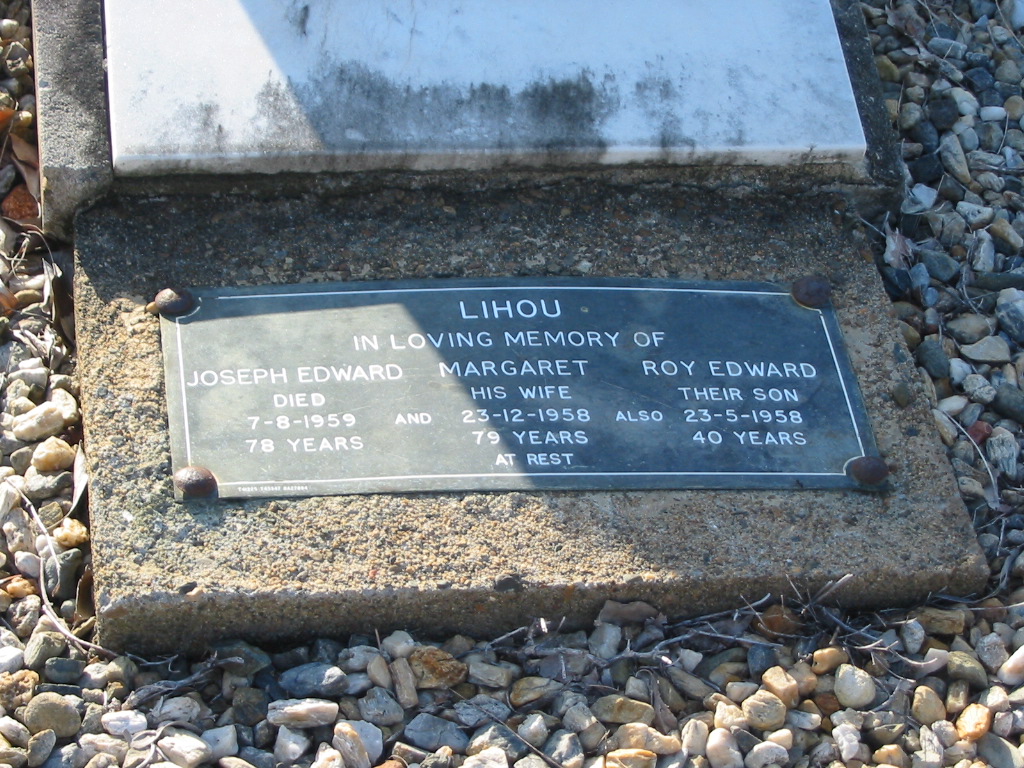 LIHOU
IN LOVING MEMORY OF
JOSEPH EDWARD MARGARET ROY EDWARD
DIED HIS WIFE THEIR SON
7-8-1959 AND 23-12-1958 ALSO 23-5-1958
78 YEARS 79 YEARS 40 YEARS
AT REST